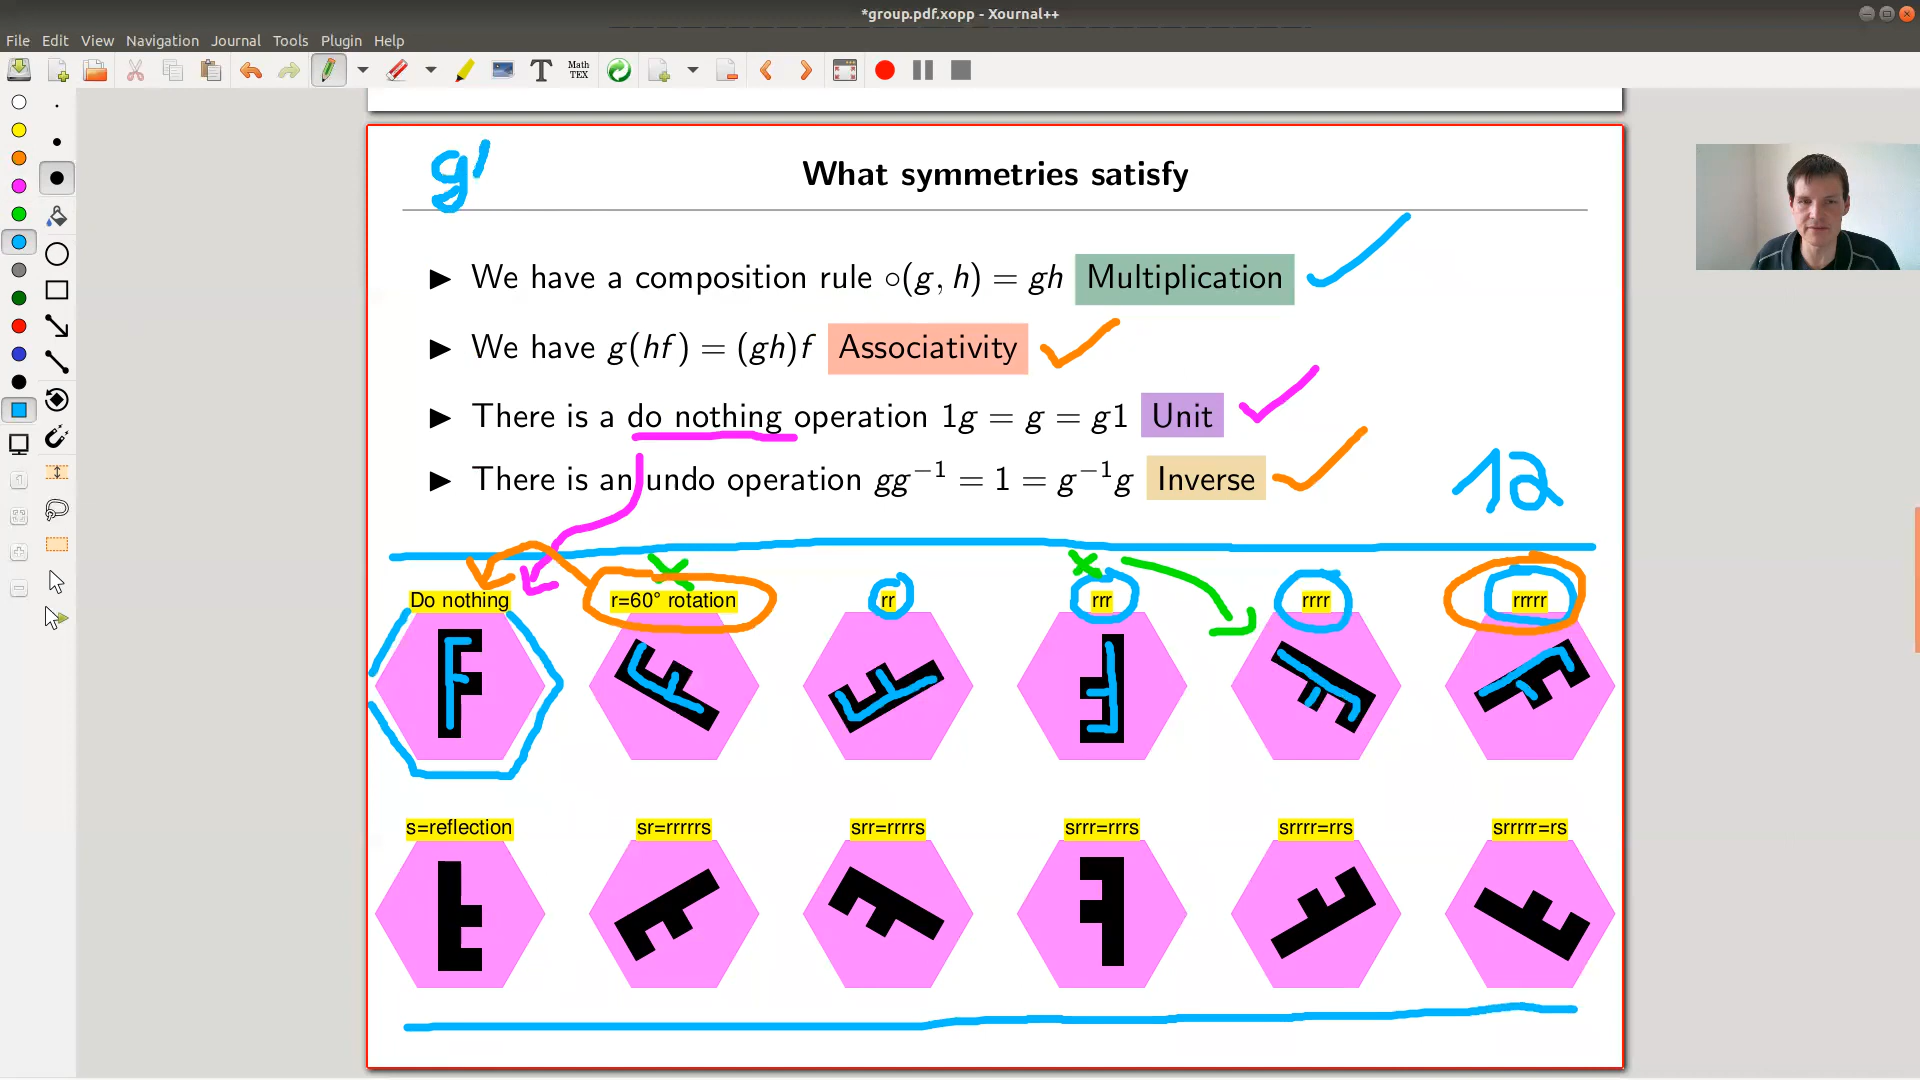 *group.pdf.xopp - Xournal++
File Edit View Navigation Journal Tools Plugin Help
Math
TEX
g'
What symmetries satisfy
▶ We have a composition rule ∘(g, h) = gh Multiplication
▶ We have g(hf) = (gh)f Associativity
▶ There is a do nothing operation 1g = g = g1 Unit
▶ There is an undo operation gg⁻¹ = 1 = g⁻¹g Inverse
12
Do nothing r=60° rotation rr rrr rrrr rrrrr
s=reflection sr=rrrrrs srr=rrrrs srrr=rrrs srrrr=rrs srrrrr=rs